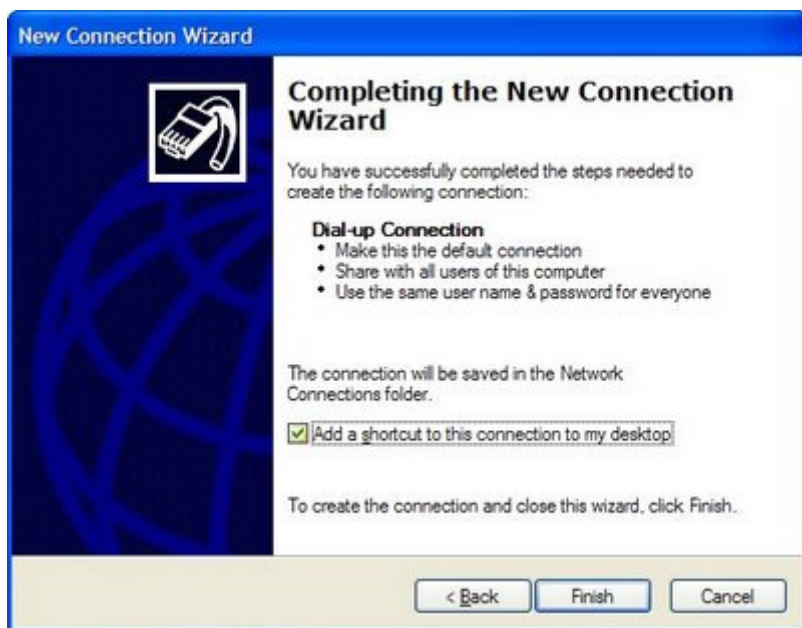 New Connection Wizard
Completing the New Connection
Wizard
You have successfully completed the steps needed to
create the following connection:
Dial-up Connection
• Make this the default connection
• Share with all users of this computer
• Use the same user name & password for everyone
The connection will be saved in the Network
Connections folder.
Add a shortcut to this connection to my desktop
To create the connection and close this wizard, click Finish.
< Back Finish Cancel